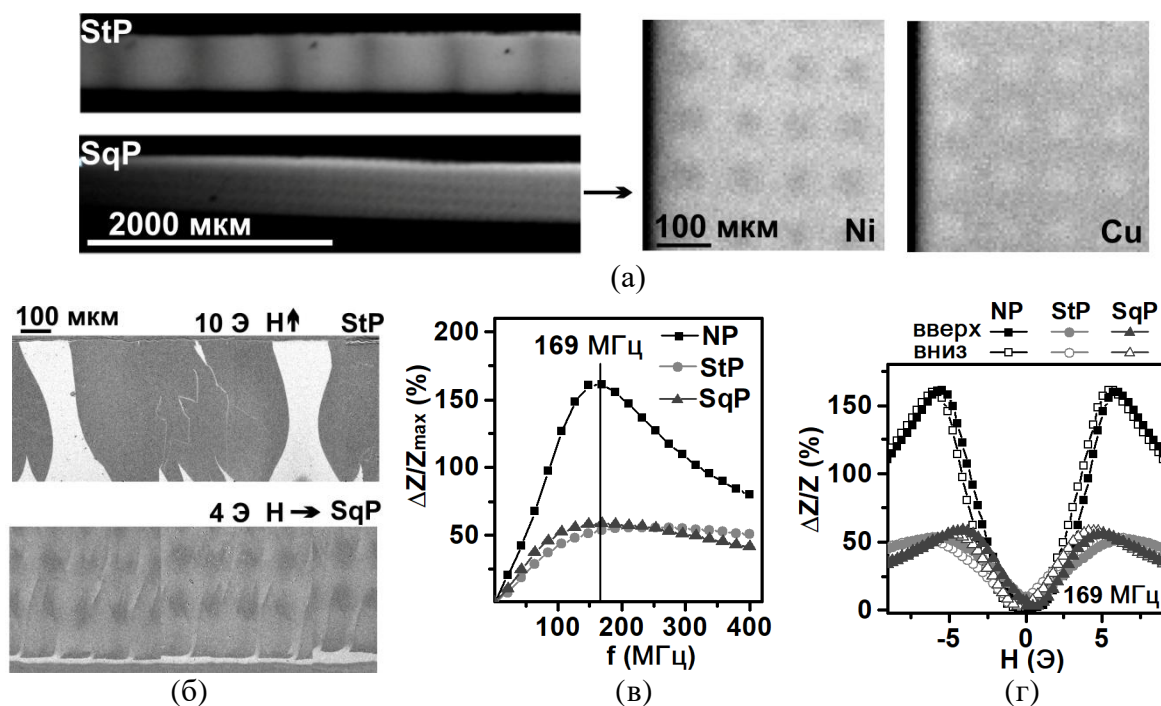 StP
SqP
2000 мкм
100 мкм
Ni
Cu
(а)
100 мкм
10 Э H↑ StP
4 Э H→ SqP
(б)
ΔZ/Zmax (%)
200
150
100
50
169 МГц
NP
StP
SqP
100 200 300 400
f (МГц)
(в)
NP StP SqP
вверх
вниз
ΔZ/Z (%)
150
100
50
0
169 МГц
-5 0 5
H (Э)
(г)